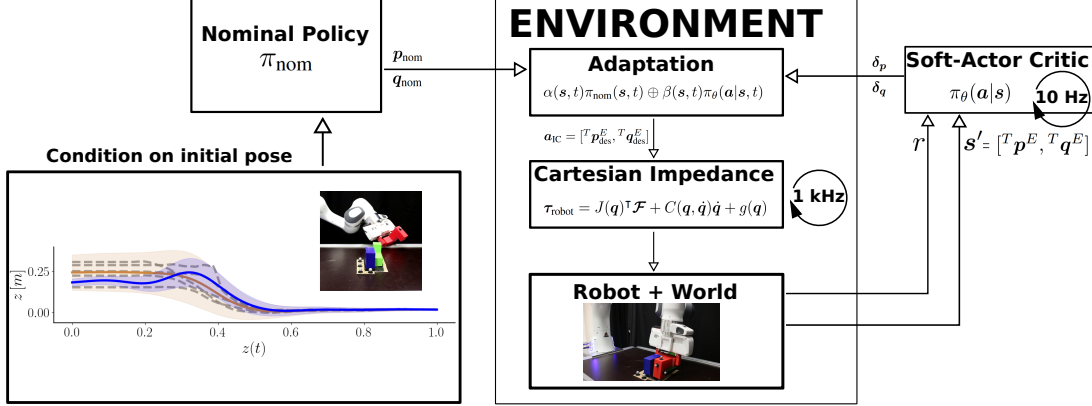 ENVIRONMENT
Nominal Policy
π_nom
p_nom
q_nom
Adaptation
α(s, t)π_nom(s, t) ⊕ β(s, t)π_θ(a|s, t)
δ_p
δ_q
Soft-Actor Critic
π_θ(a|s)
10 Hz
a_IC = [^T p^E_des, ^T q^E_des]
r
s' = [^T p^E, ^T q^E]
Condition on initial pose
Cartesian Impedance
τ_robot = J(q)^⊤ F + C(q, q̇)q̇ + g(q)
1 kHz
Robot + World
z [m]
0.25
0.00
0.0 0.2 0.4 0.6 0.8 1.0
z(t)